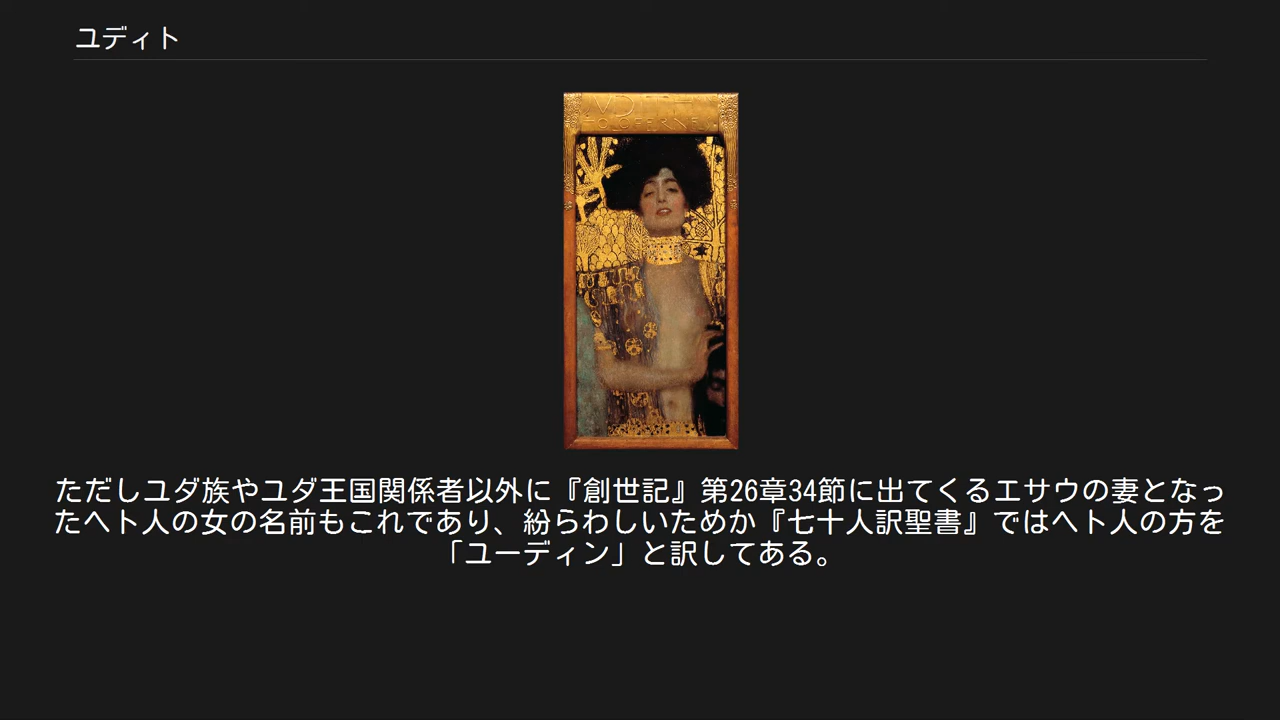 ユディト
JVDITH
HOLOFERNES
ただしユダ族やユダ王国関係者以外に『創世記』第26章34節に出てくるエサウの妻となっ
たヘト人の女の名前もこれであり、紛らわしいためか『七十人訳聖書』ではヘト人の方を
「ユーディン」と訳してある。